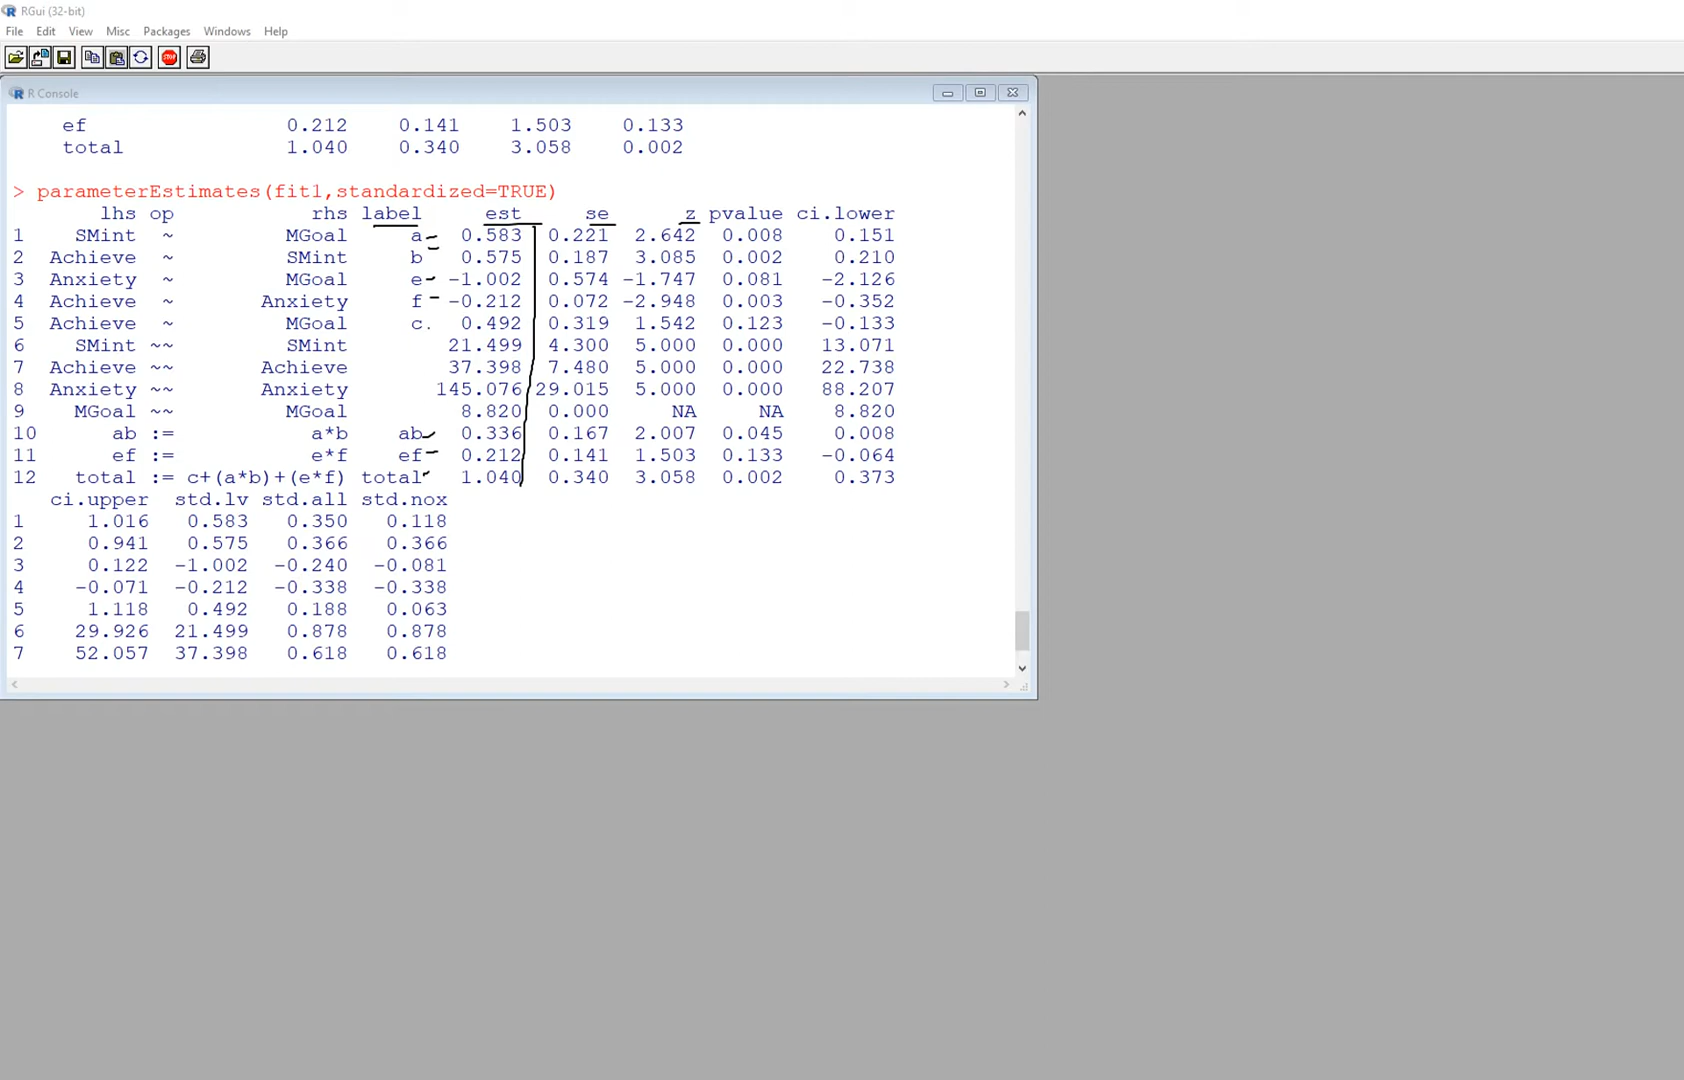 RGui (32-bit)
File Edit View Misc Packages Windows Help
STOP
R Console
ef 0.212 0.141 1.503 0.133
total 1.040 0.340 3.058 0.002
> parameterEstimates(fit1,standardized=TRUE)
lhs op rhs label est se z pvalue ci.lower
1 SMint ~ MGoal a 0.583 0.221 2.642 0.008 0.151
2 Achieve ~ SMint b 0.575 0.187 3.085 0.002 0.210
3 Anxiety ~ MGoal e -1.002 0.574 -1.747 0.081 -2.126
4 Achieve ~ Anxiety f -0.212 0.072 -2.948 0.003 -0.352
5 Achieve ~ MGoal c 0.492 0.319 1.542 0.123 -0.133
6 SMint ~~ SMint 21.499 4.300 5.000 0.000 13.071
7 Achieve ~~ Achieve 37.398 7.480 5.000 0.000 22.738
8 Anxiety ~~ Anxiety 145.076 29.015 5.000 0.000 88.207
9 MGoal ~~ MGoal 8.820 0.000 NA NA 8.820
10 ab := a*b ab 0.336 0.167 2.007 0.045 0.008
11 ef := e*f ef 0.212 0.141 1.503 0.133 -0.064
12 total := c+(a*b)+(e*f) total 1.040 0.340 3.058 0.002 0.373
ci.upper std.lv std.all std.nox
1 1.016 0.583 0.350 0.118
2 0.941 0.575 0.366 0.366
3 0.122 -1.002 -0.240 -0.081
4 -0.071 -0.212 -0.338 -0.338
5 1.118 0.492 0.188 0.063
6 29.926 21.499 0.878 0.878
7 52.057 37.398 0.618 0.618